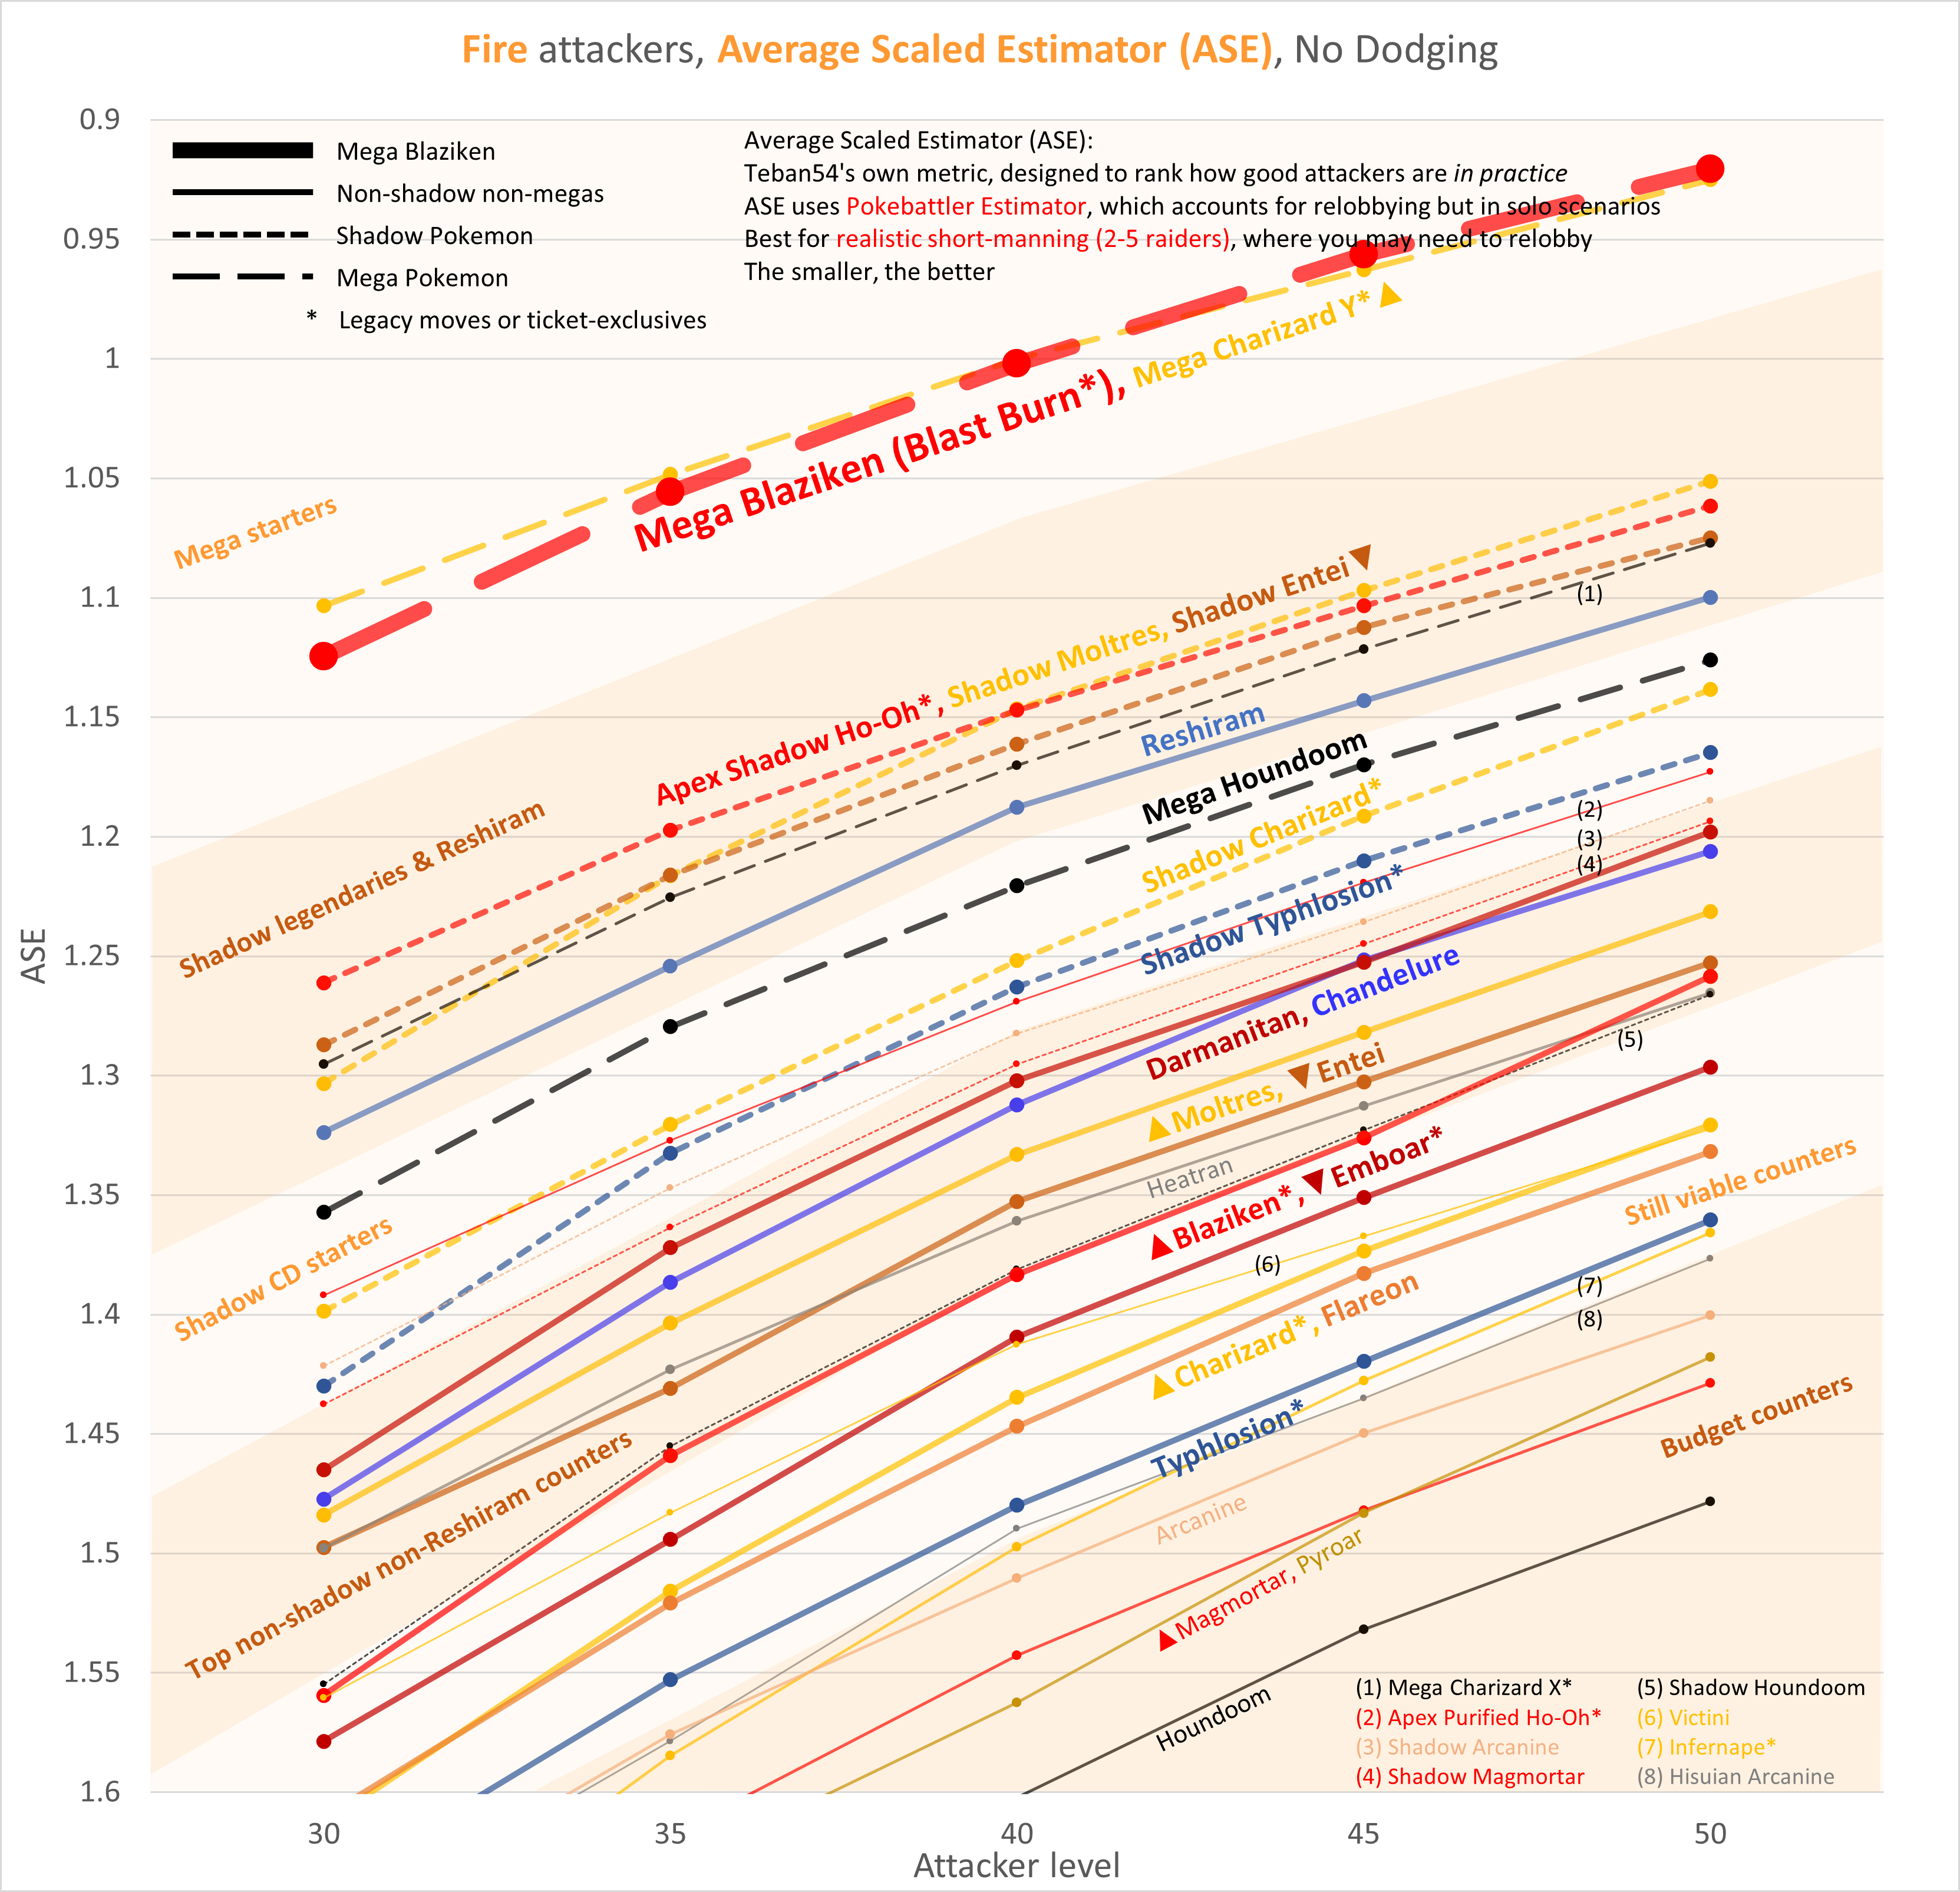 Fire attackers, Average Scaled Estimator (ASE), No Dodging
0.9
0.95
1
1.05
1.1
1.15
1.2
1.25
1.3
1.35
1.4
1.45
1.5
1.55
1.6
ASE
30
35
40
45
50
Attacker level
Mega Blaziken
Non-shadow non-megas
Shadow Pokemon
Mega Pokemon
* Legacy moves or ticket-exclusives
Average Scaled Estimator (ASE):
Teban54's own metric, designed to rank how good attackers are in practice
ASE uses Pokebattler Estimator, which accounts for relobbying but in solo scenarios
Best for realistic short-manning (2-5 raiders), where you may need to relobby
The smaller, the better
Mega starters
Mega Blaziken (Blast Burn*), Mega Charizard Y* ▲
Shadow legendaries & Reshiram
Apex Shadow Ho-Oh*, Shadow Moltres, Shadow Entei ▼
(1)
Reshiram
Mega Houndoom
Shadow Charizard*
Shadow CD starters
Shadow Typhlosion*
(2)
(3)
(4)
Darmanitan, Chandelure
▲Moltres, ▼Entei
(5)
Heatran
▲Blaziken*, ▼Emboar*
Top non-shadow non-Reshiram counters
(6)
▲Charizard*, Flareon
Still viable counters
(7)
(8)
Typhlosion*
Arcanine
▲Magmortar, Pyroar
Budget counters
Houndoom
(1) Mega Charizard X*
(2) Apex Purified Ho-Oh*
(3) Shadow Arcanine
(4) Shadow Magmortar
(5) Shadow Houndoom
(6) Victini
(7) Infernape*
(8) Hisuian Arcanine